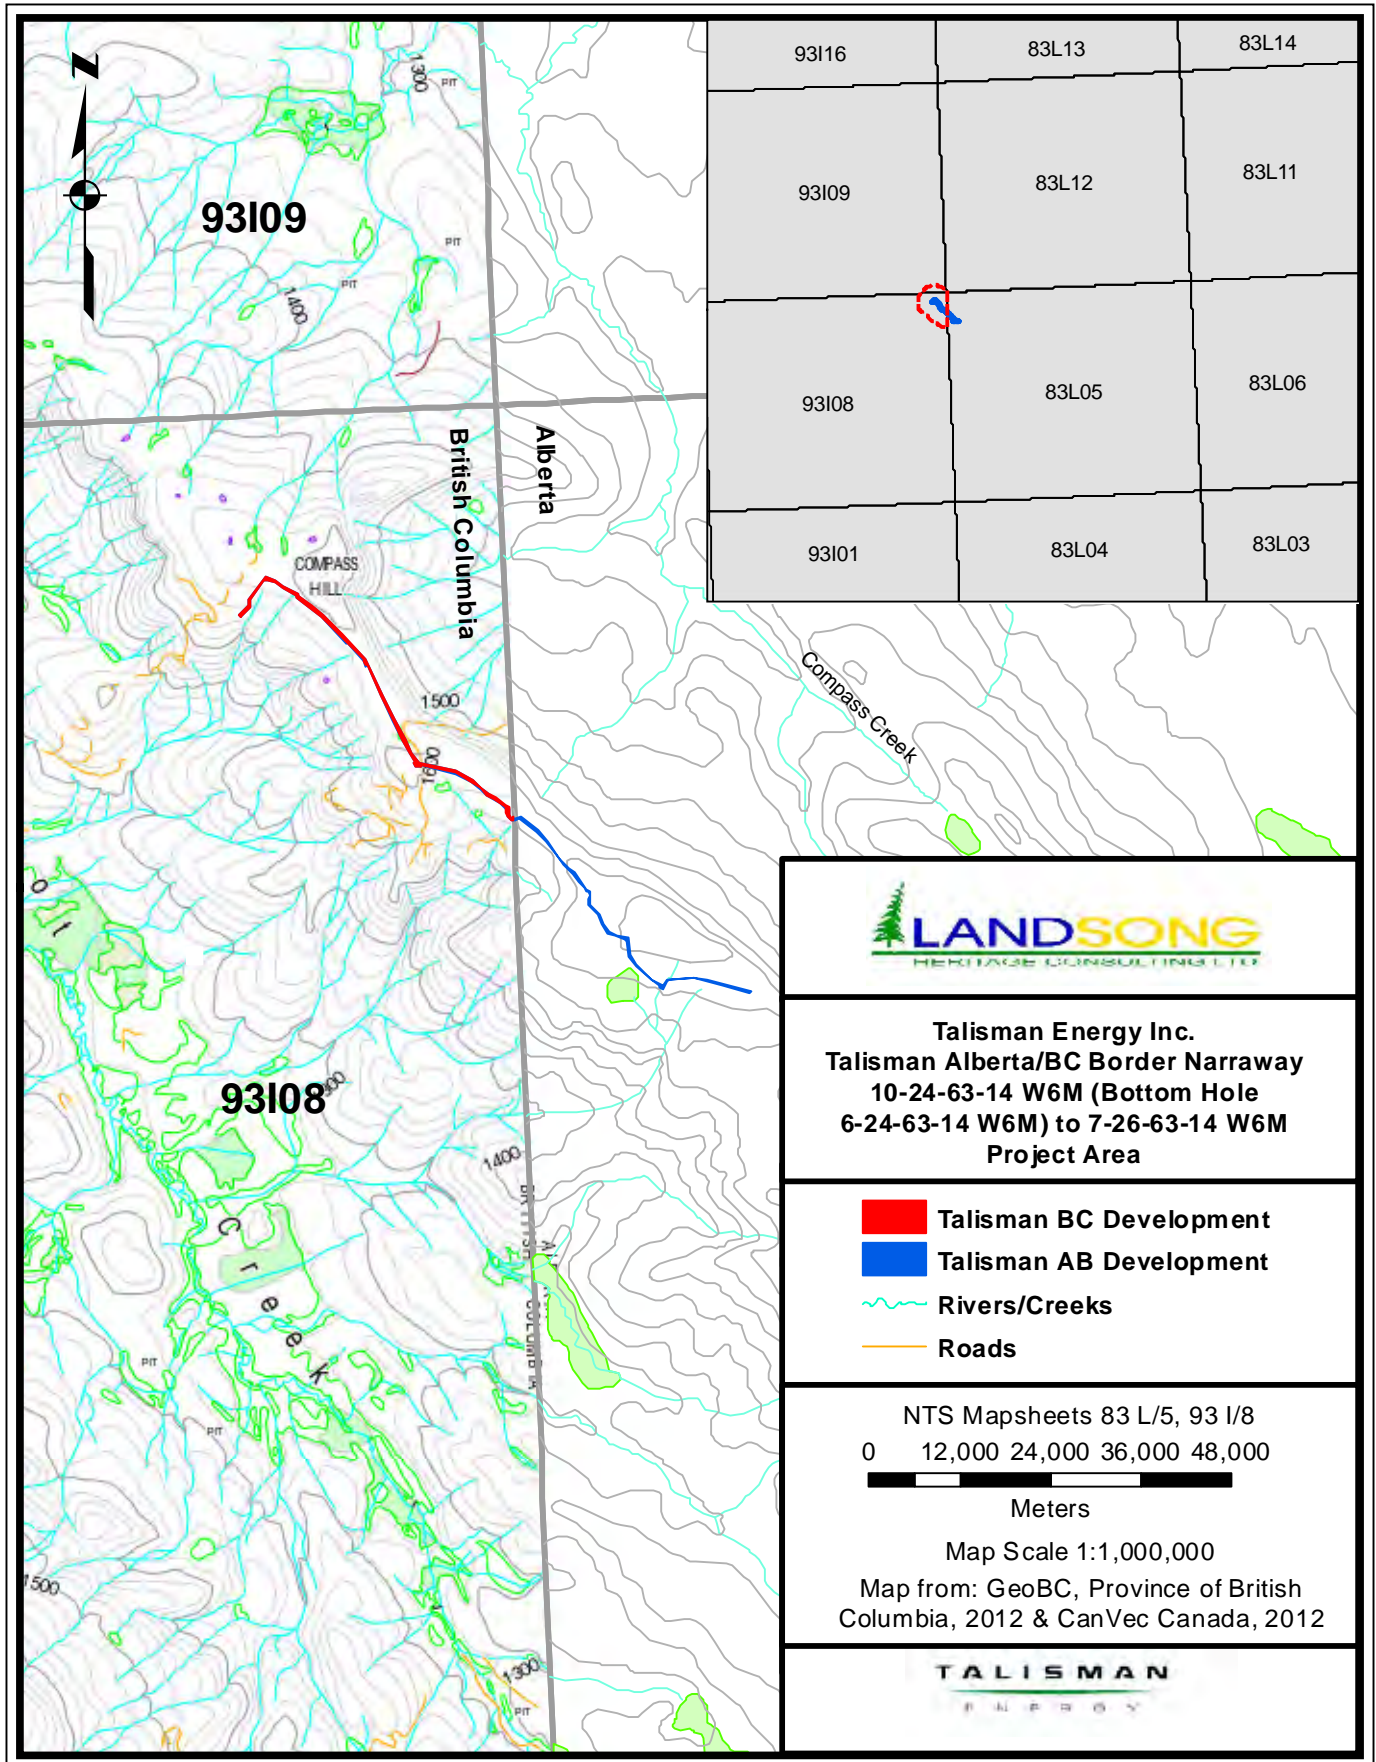 Z
93I09
1300
PIT
PIT
PIT
1400
British Columbia
Alberta
COMPASS
HILL
1500
1600
Compass Creek
o t
93I08
1300
Creek
1400
BRITISH COLUMBIA
PIT
PIT
1500
1300
PIT
93I16
83L13
83L14
93I09
83L12
83L11
93I08
83L05
83L06
93I01
83L04
83L03
LANDSONG
HERITAGE CONSULTING LTD
Talisman Energy Inc.
Talisman Alberta/BC Border Narraway
10-24-63-14 W6M (Bottom Hole
6-24-63-14 W6M) to 7-26-63-14 W6M
Project Area
Talisman BC Development
Talisman AB Development
Rivers/Creeks
Roads
NTS Mapsheets 83 L/5, 93 I/8
0 12,000 24,000 36,000 48,000
Meters
Map Scale 1:1,000,000
Map from: GeoBC, Province of British
Columbia, 2012 & CanVec Canada, 2012
TALISMAN
ENERGY